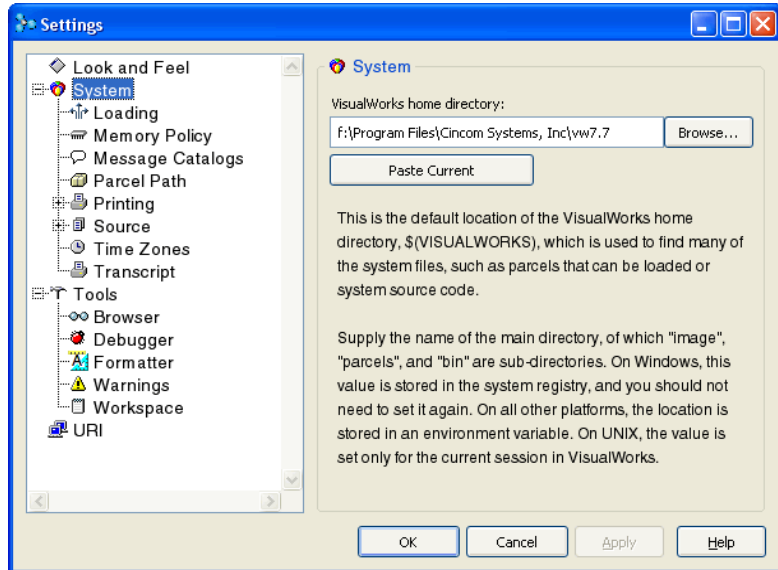 Settings
Look and Feel
System
Loading
Memory Policy
Message Catalogs
Parcel Path
Printing
Source
Time Zones
Transcript
Tools
Browser
Debugger
Formatter
Warnings
Workspace
URI
System
VisualWorks home directory:
f:\Program Files\Cincom Systems, Inc\vw7.7
Browse...
Paste Current
This is the default location of the VisualWorks home
directory, $(VISUALWORKS), which is used to find many of
the system files, such as parcels that can be loaded or
system source code.
Supply the name of the main directory, of which "image",
"parcels", and "bin" are sub-directories. On Windows, this
value is stored in the system registry, and you should not
need to set it again. On all other platforms, the location is
stored in an environment variable. On UNIX, the value is
set only for the current session in VisualWorks.
OK
Cancel
Apply
Help